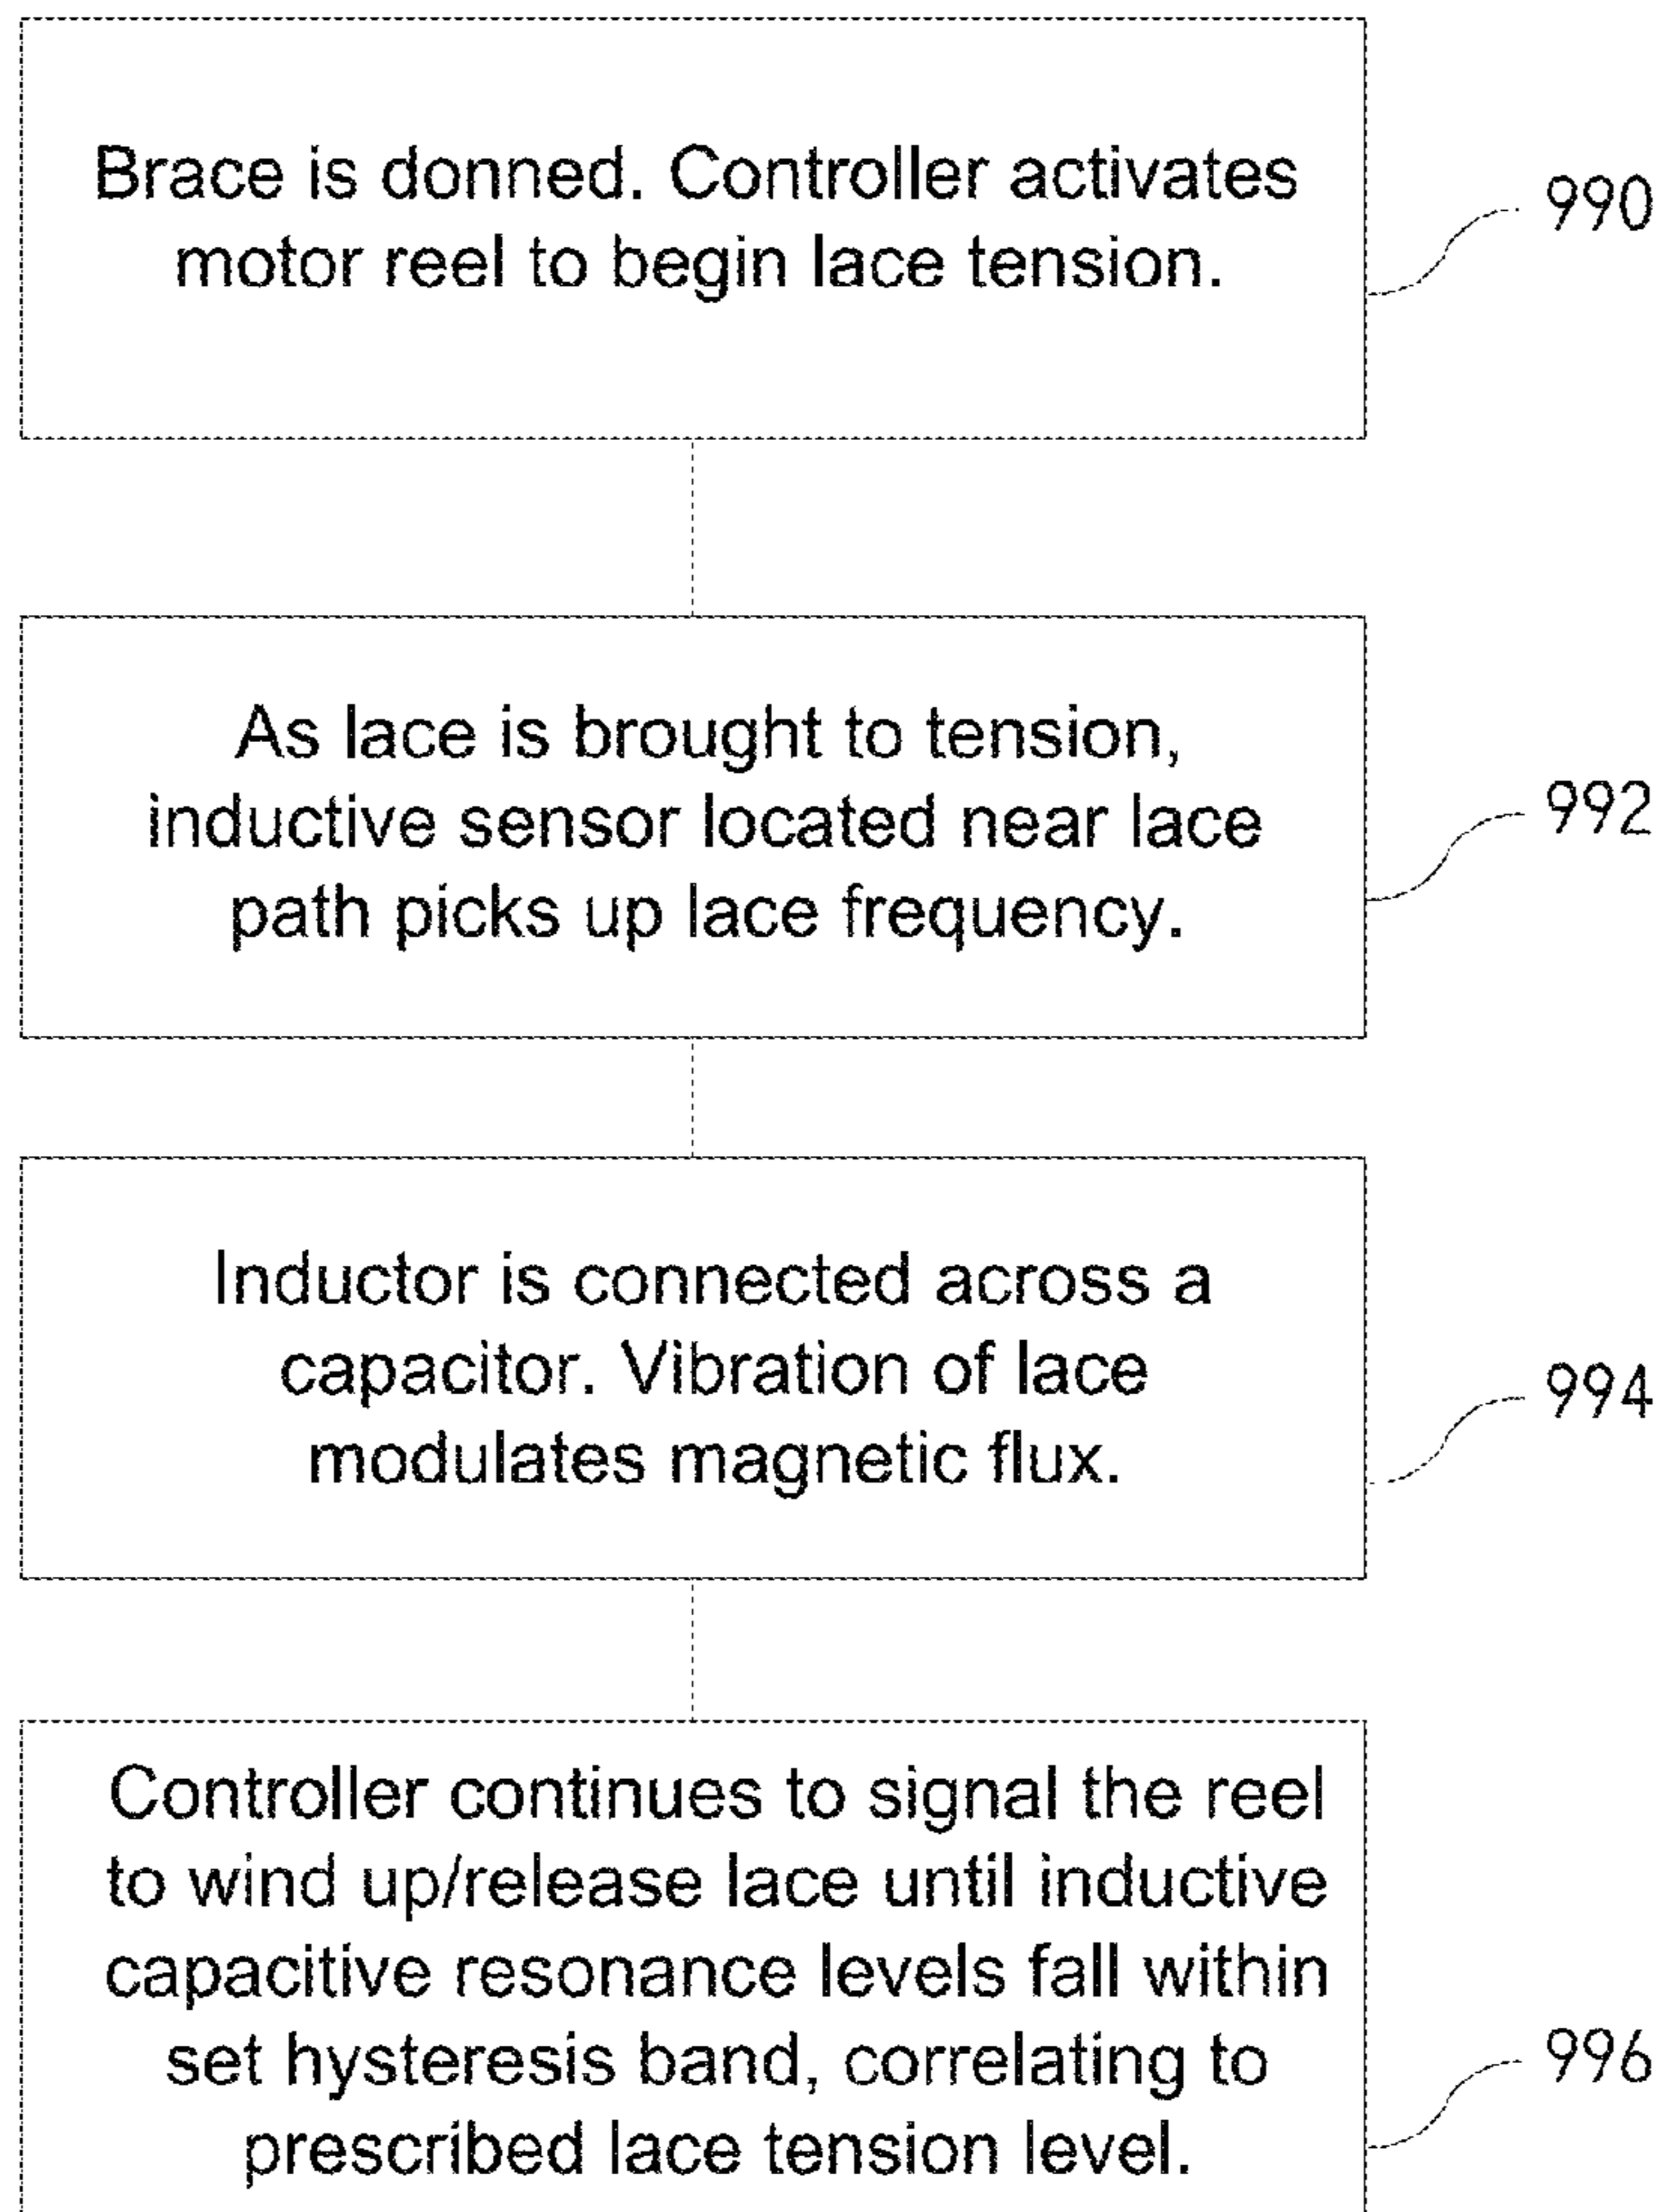 Brace is donned. Controller activates
motor reel to begin lace tension.
990
As lace is brought to tension,
inductive sensor located near lace
path picks up lace frequency.
992
Inductor is connected across a
capacitor. Vibration of lace
modulates magnetic flux.
994
Controller continues to signal the reel
to wind up/release lace until inductive
capacitive resonance levels fall within
set hysteresis band, correlating to
prescribed lace tension level.
996